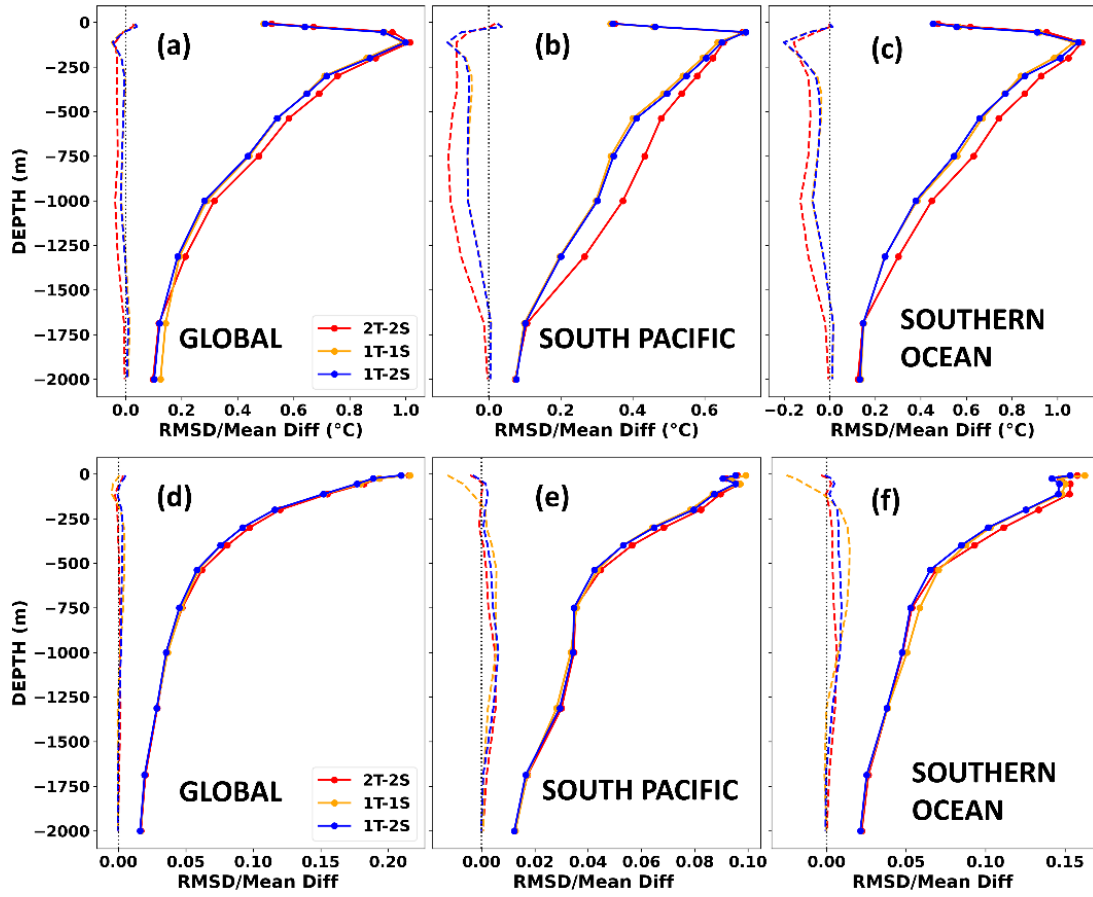 (a)
(b)
(c)
DEPTH (m)
0
−250
−500
−750
−1000
−1250
−1500
−1750
−2000
GLOBAL
2T-2S
1T-1S
1T-2S
SOUTH PACIFIC
SOUTHERN
OCEAN
0.0 0.2 0.4 0.6 0.8 1.0
0.0 0.2 0.4 0.6
−0.2 0.0 0.2 0.4 0.6 0.8 1.0
RMSD/Mean Diff (°C)
RMSD/Mean Diff (°C)
RMSD/Mean Diff (°C)
(d)
(e)
(f)
DEPTH (m)
0
−250
−500
−750
−1000
−1250
−1500
−1750
−2000
GLOBAL
2T-2S
1T-1S
1T-2S
SOUTH PACIFIC
SOUTHERN
OCEAN
0.00 0.05 0.10 0.15 0.20
0.00 0.02 0.04 0.06 0.08 0.10
0.00 0.05 0.10 0.15
RMSD/Mean Diff
RMSD/Mean Diff
RMSD/Mean Diff